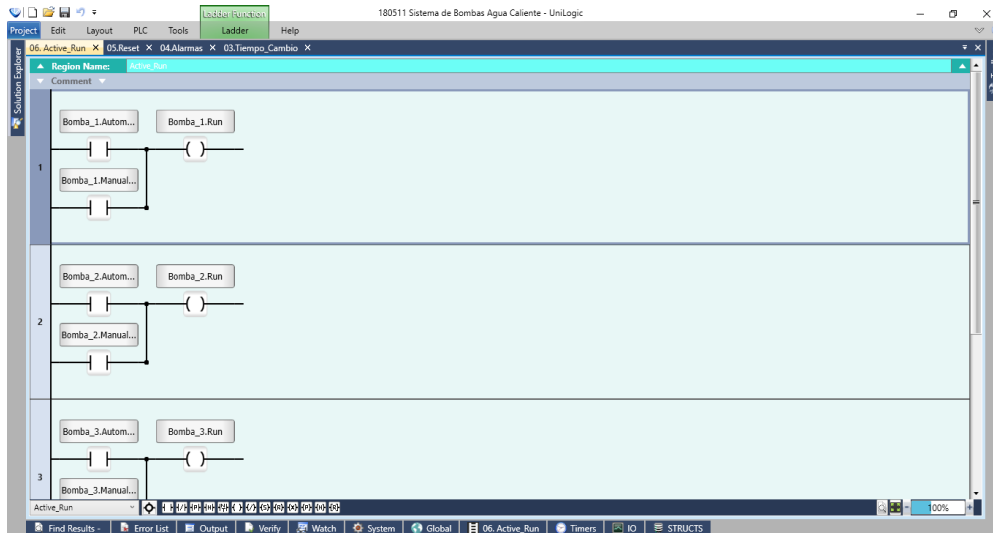 Ladder Function
180511 Sistema de Bombas Agua Caliente - UniLogic
Project Edit Layout PLC Tools Ladder Help
06. Active_Run X 05.Reset X 04.Alarmas X 03.Tiempo_Cambio X
Solution Explorer
Region Name: Active_Run
Comment
Bomba_1.Autom... Bomba_1.Run
1
Bomba_1.Manual...
Bomba_2.Autom... Bomba_2.Run
2
Bomba_2.Manual...
Bomba_3.Autom... Bomba_3.Run
3
Bomba_3.Manual...
Active_Run
100%
Find Results - Error List Output Verify Watch System Global 06. Active_Run Timers IO STRUCTS